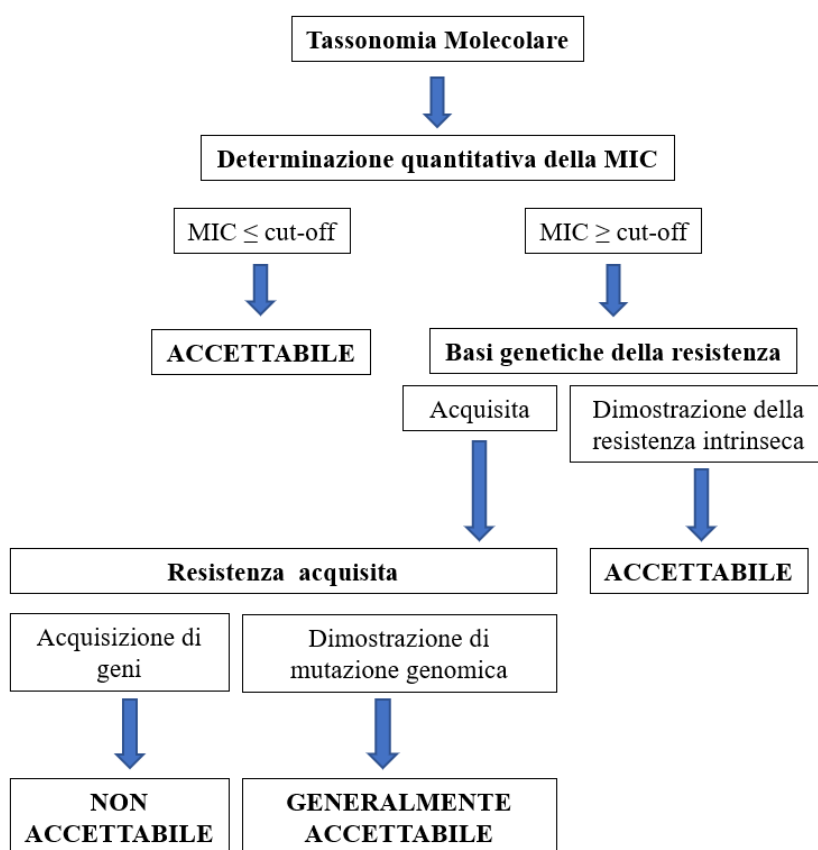 Tassonomia Molecolare
Determinazione quantitativa della MIC
MIC ≤ cut-off
MIC ≥ cut-off
ACCETTABILE
Basi genetiche della resistenza
Acquisita
Dimostrazione della
resistenza intrinseca
Resistenza acquisita
ACCETTABILE
Acquisizione di
geni
Dimostrazione di
mutazione genomica
NON
ACCETTABILE
GENERALMENTE
ACCETTABILE